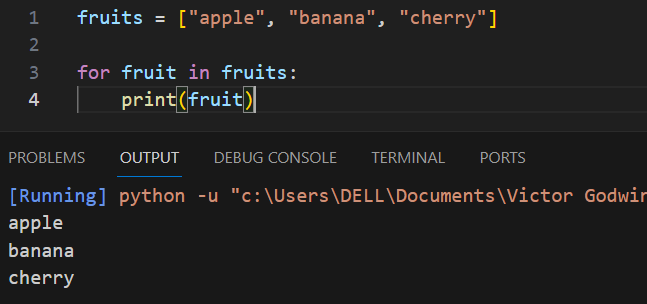 1 fruits = ["apple", "banana", "cherry"]
2
3 for fruit in fruits:
4     print(fruit)
PROBLEMS OUTPUT DEBUG CONSOLE TERMINAL PORTS
[Running] python -u "c:\Users\DELL\Documents\Victor
apple
banana
cherry